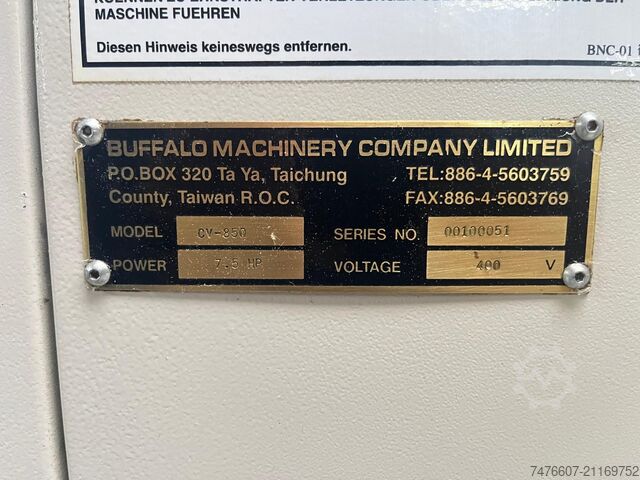 MASCHINE FUEHREN
Diesen Hinweis keineswegs entfernen. BNC-01
BUFFALO MACHINERY COMPANY LIMITED
P.O.BOX 320 Ta Ya, Taichung TEL:886-4-5603759
County, Taiwan R.O.C. FAX:886-4-5603769
MODEL CV-850 SERIES NO. 00100051
POWER 7.5 HP VOLTAGE 400 V
7476607-21169752